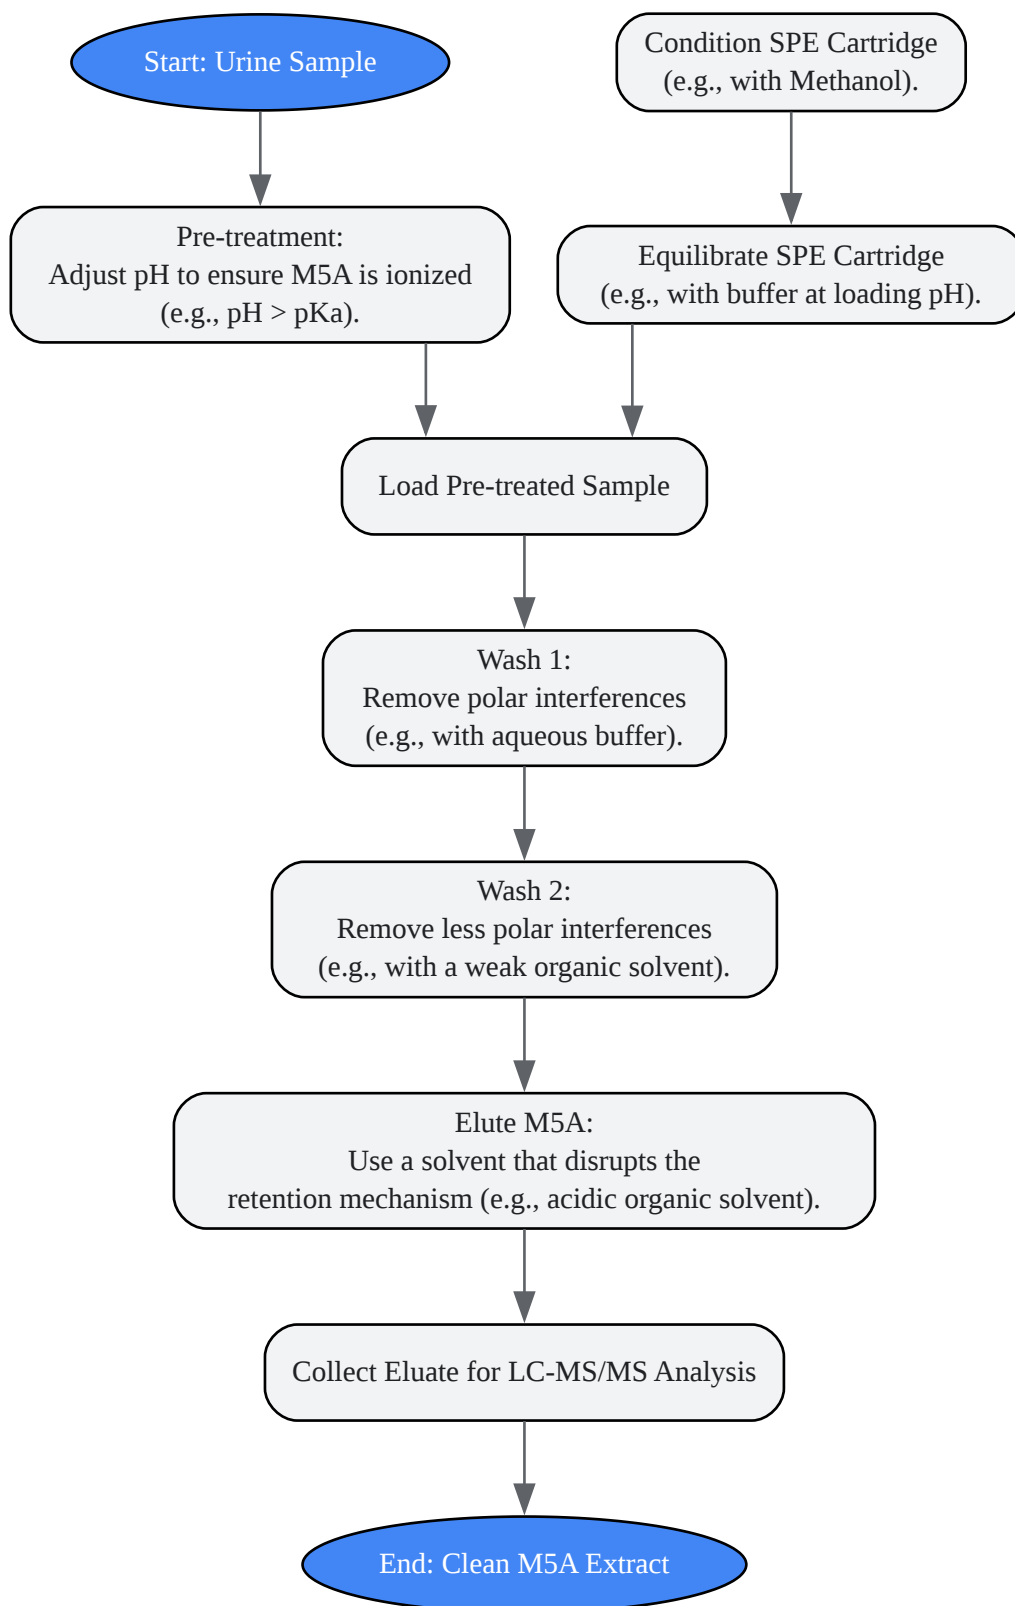 Start: Urine Sample
Condition SPE Cartridge
(e.g., with Methanol).
Pre-treatment:
Adjust pH to ensure M5A is ionized
(e.g., pH > pKa).
Equilibrate SPE Cartridge
(e.g., with buffer at loading pH).
Load Pre-treated Sample
Wash 1:
Remove polar interferences
(e.g., with aqueous buffer).
Wash 2:
Remove less polar interferences
(e.g., with a weak organic solvent).
Elute M5A:
Use a solvent that disrupts the
retention mechanism (e.g., acidic organic solvent).
Collect Eluate for LC-MS/MS Analysis
End: Clean M5A Extract